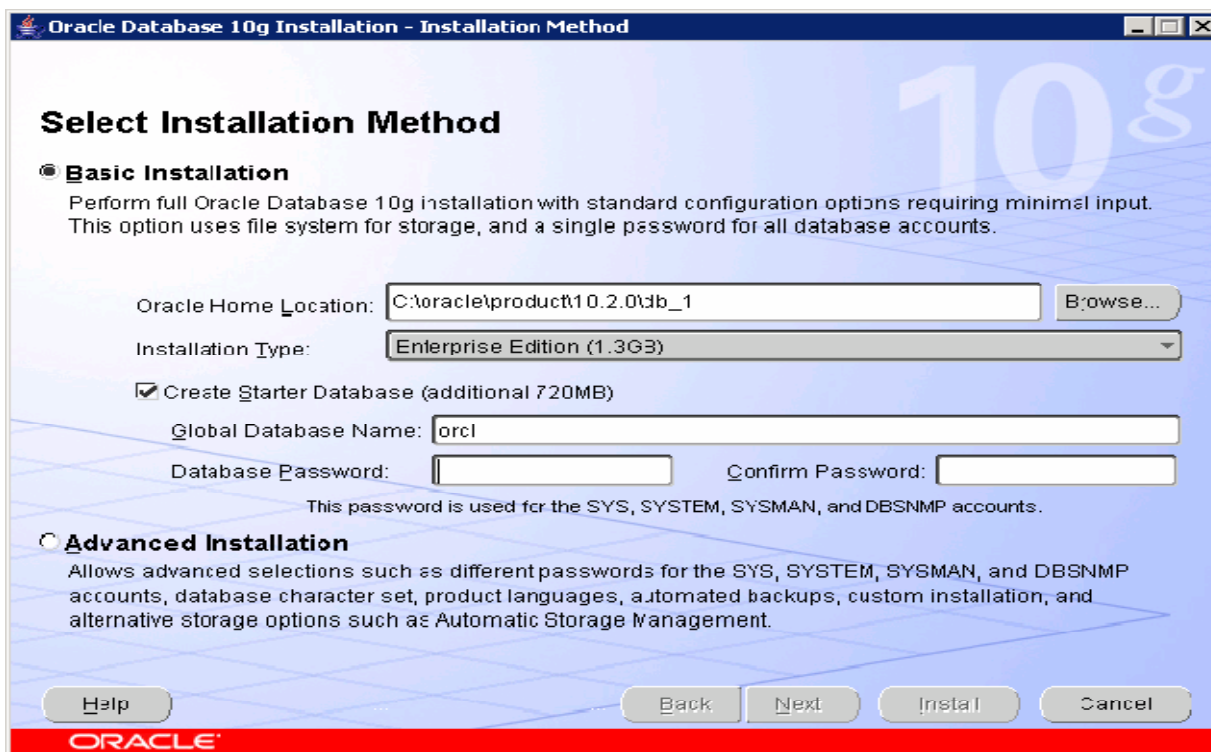 Oracle Database 10g Installation - Installation Method
10g
Select Installation Method
Basic Installation
Perform full Oracle Database 10g installation with standard configuration options requiring minimal input.
This option uses file system for storage, and a single password for all database accounts.
Oracle Home Location: C:\oracle\product\10.2.0\db_1 Browse...
Installation Type: Enterprise Edition (1.3GB)
Create Starter Database (additional 720MB)
Global Database Name: orcl
Database Password: Confirm Password:
This password is used for the SYS, SYSTEM, SYSMAN, and DBSNMP accounts.
Advanced Installation
Allows advanced selections such as different passwords for the SYS, SYSTEM, SYSMAN, and DBSNMP
accounts, database character set, product languages, automated backups, custom installation, and
alternative storage options such as Automatic Storage Management.
Help Back Next Install Cancel
ORACLE